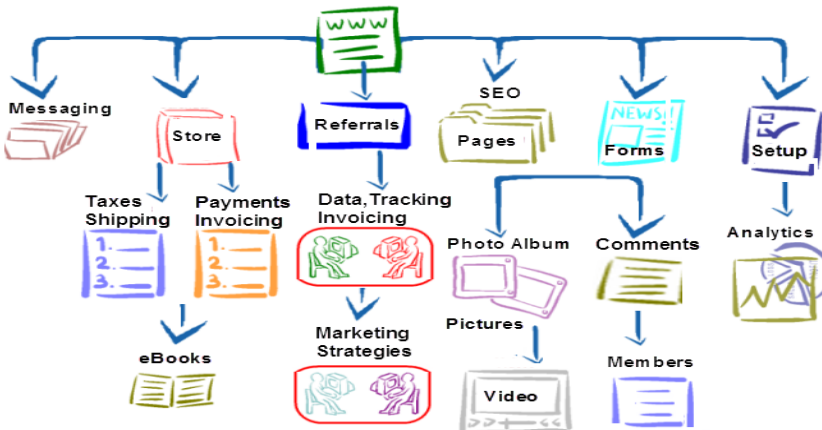 WWW
Messaging
Store
Referrals
SEO
Pages
NEWS!
Forms
Setup
Taxes
Shipping
1.
2.
3.
Payments
Invoicing
1.
2.
3.
Data,Tracking
Invoicing
Photo Album
Comments
Analytics
eBooks
Marketing
Strategies
Pictures
Video
Members